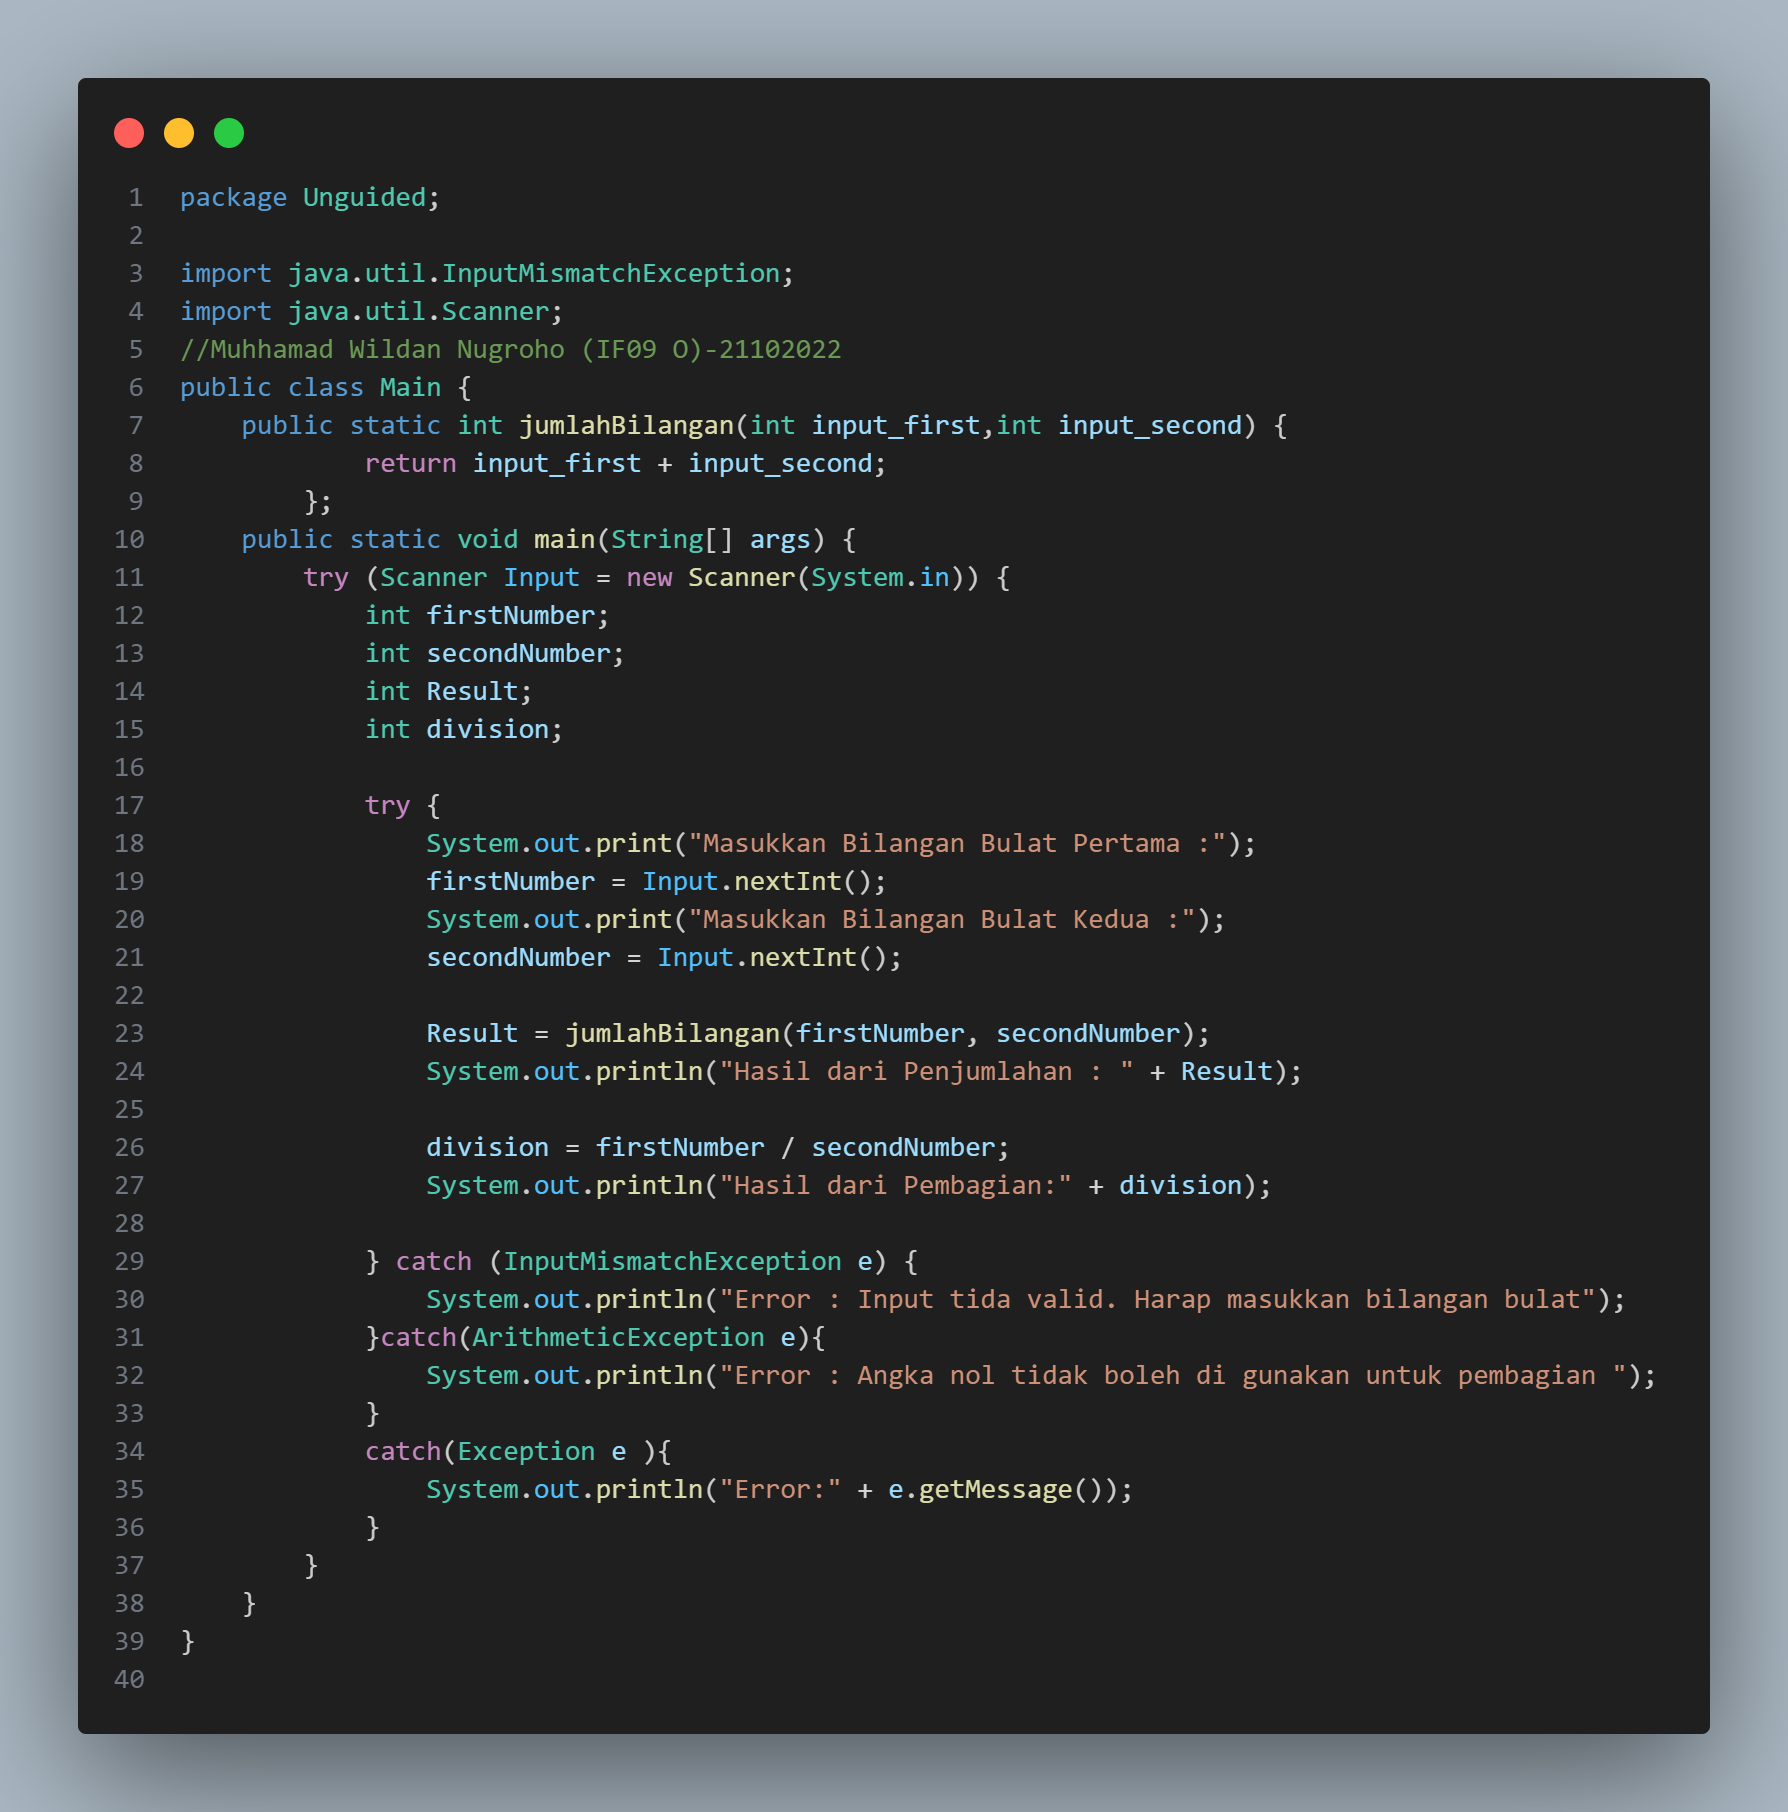 1 package Unguided;
2
3 import java.util.InputMismatchException;
4 import java.util.Scanner;
5 //Muhhamad Wildan Nugroho (IF09 O)-21102022
6 public class Main {
7     public static int jumlahBilangan(int input_first,int input_second) {
8             return input_first + input_second;
9         };
10     public static void main(String[] args) {
11         try (Scanner Input = new Scanner(System.in)) {
12             int firstNumber;
13             int secondNumber;
14             int Result;
15             int division;
16
17             try {
18                 System.out.print("Masukkan Bilangan Bulat Pertama :");
19                 firstNumber = Input.nextInt();
20                 System.out.print("Masukkan Bilangan Bulat Kedua :");
21                 secondNumber = Input.nextInt();
22
23                 Result = jumlahBilangan(firstNumber, secondNumber);
24                 System.out.println("Hasil dari Penjumlahan : " + Result);
25
26                 division = firstNumber / secondNumber;
27                 System.out.println("Hasil dari Pembagian:" + division);
28
29             } catch (InputMismatchException e) {
30                 System.out.println("Error : Input tida valid. Harap masukkan bilangan bulat");
31             }catch(ArithmeticException e){
32                 System.out.println("Error : Angka nol tidak boleh di gunakan untuk pembagian ");
33             }
34             catch(Exception e ){
35                 System.out.println("Error:" + e.getMessage());
36             }
37         }
38     }
39 }
40